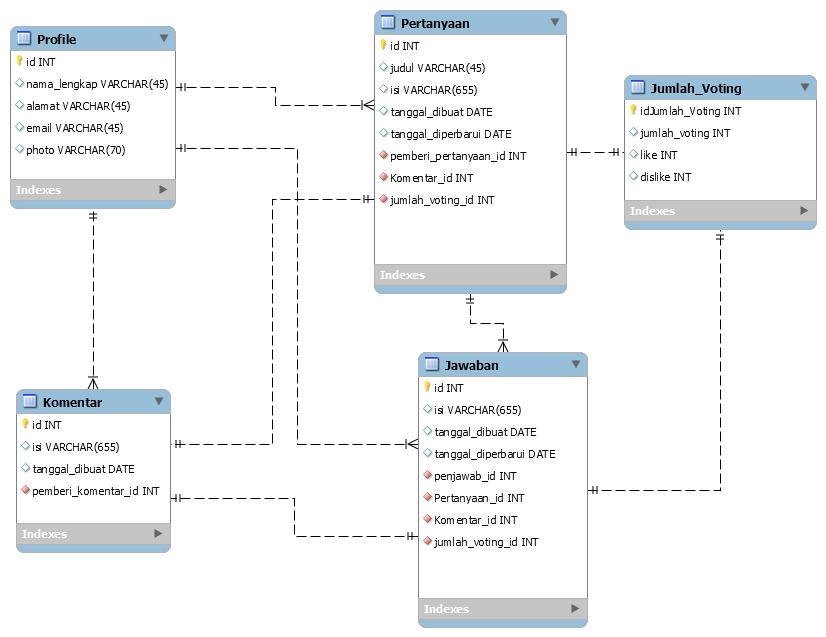 Profile
id INT
nama_lengkap VARCHAR(45)
alamat VARCHAR(45)
email VARCHAR(45)
photo VARCHAR(70)
Indexes
Pertanyaan
id INT
judul VARCHAR(45)
isi VARCHAR(655)
tanggal_dibuat DATE
tanggal_diperbarui DATE
pemberi_pertanyaan_id INT
Komentar_id INT
jumlah_voting_id INT
Indexes
Jumlah_Voting
idJumlah_Voting INT
jumlah_voting INT
like INT
dislike INT
Indexes
Komentar
id INT
isi VARCHAR(655)
tanggal_dibuat DATE
pemberi_komentar_id INT
Indexes
Jawaban
id INT
isi VARCHAR(655)
tanggal_dibuat DATE
tanggal_diperbarui DATE
penjawab_id INT
Pertanyaan_id INT
Komentar_id INT
jumlah_voting_id INT
Indexes